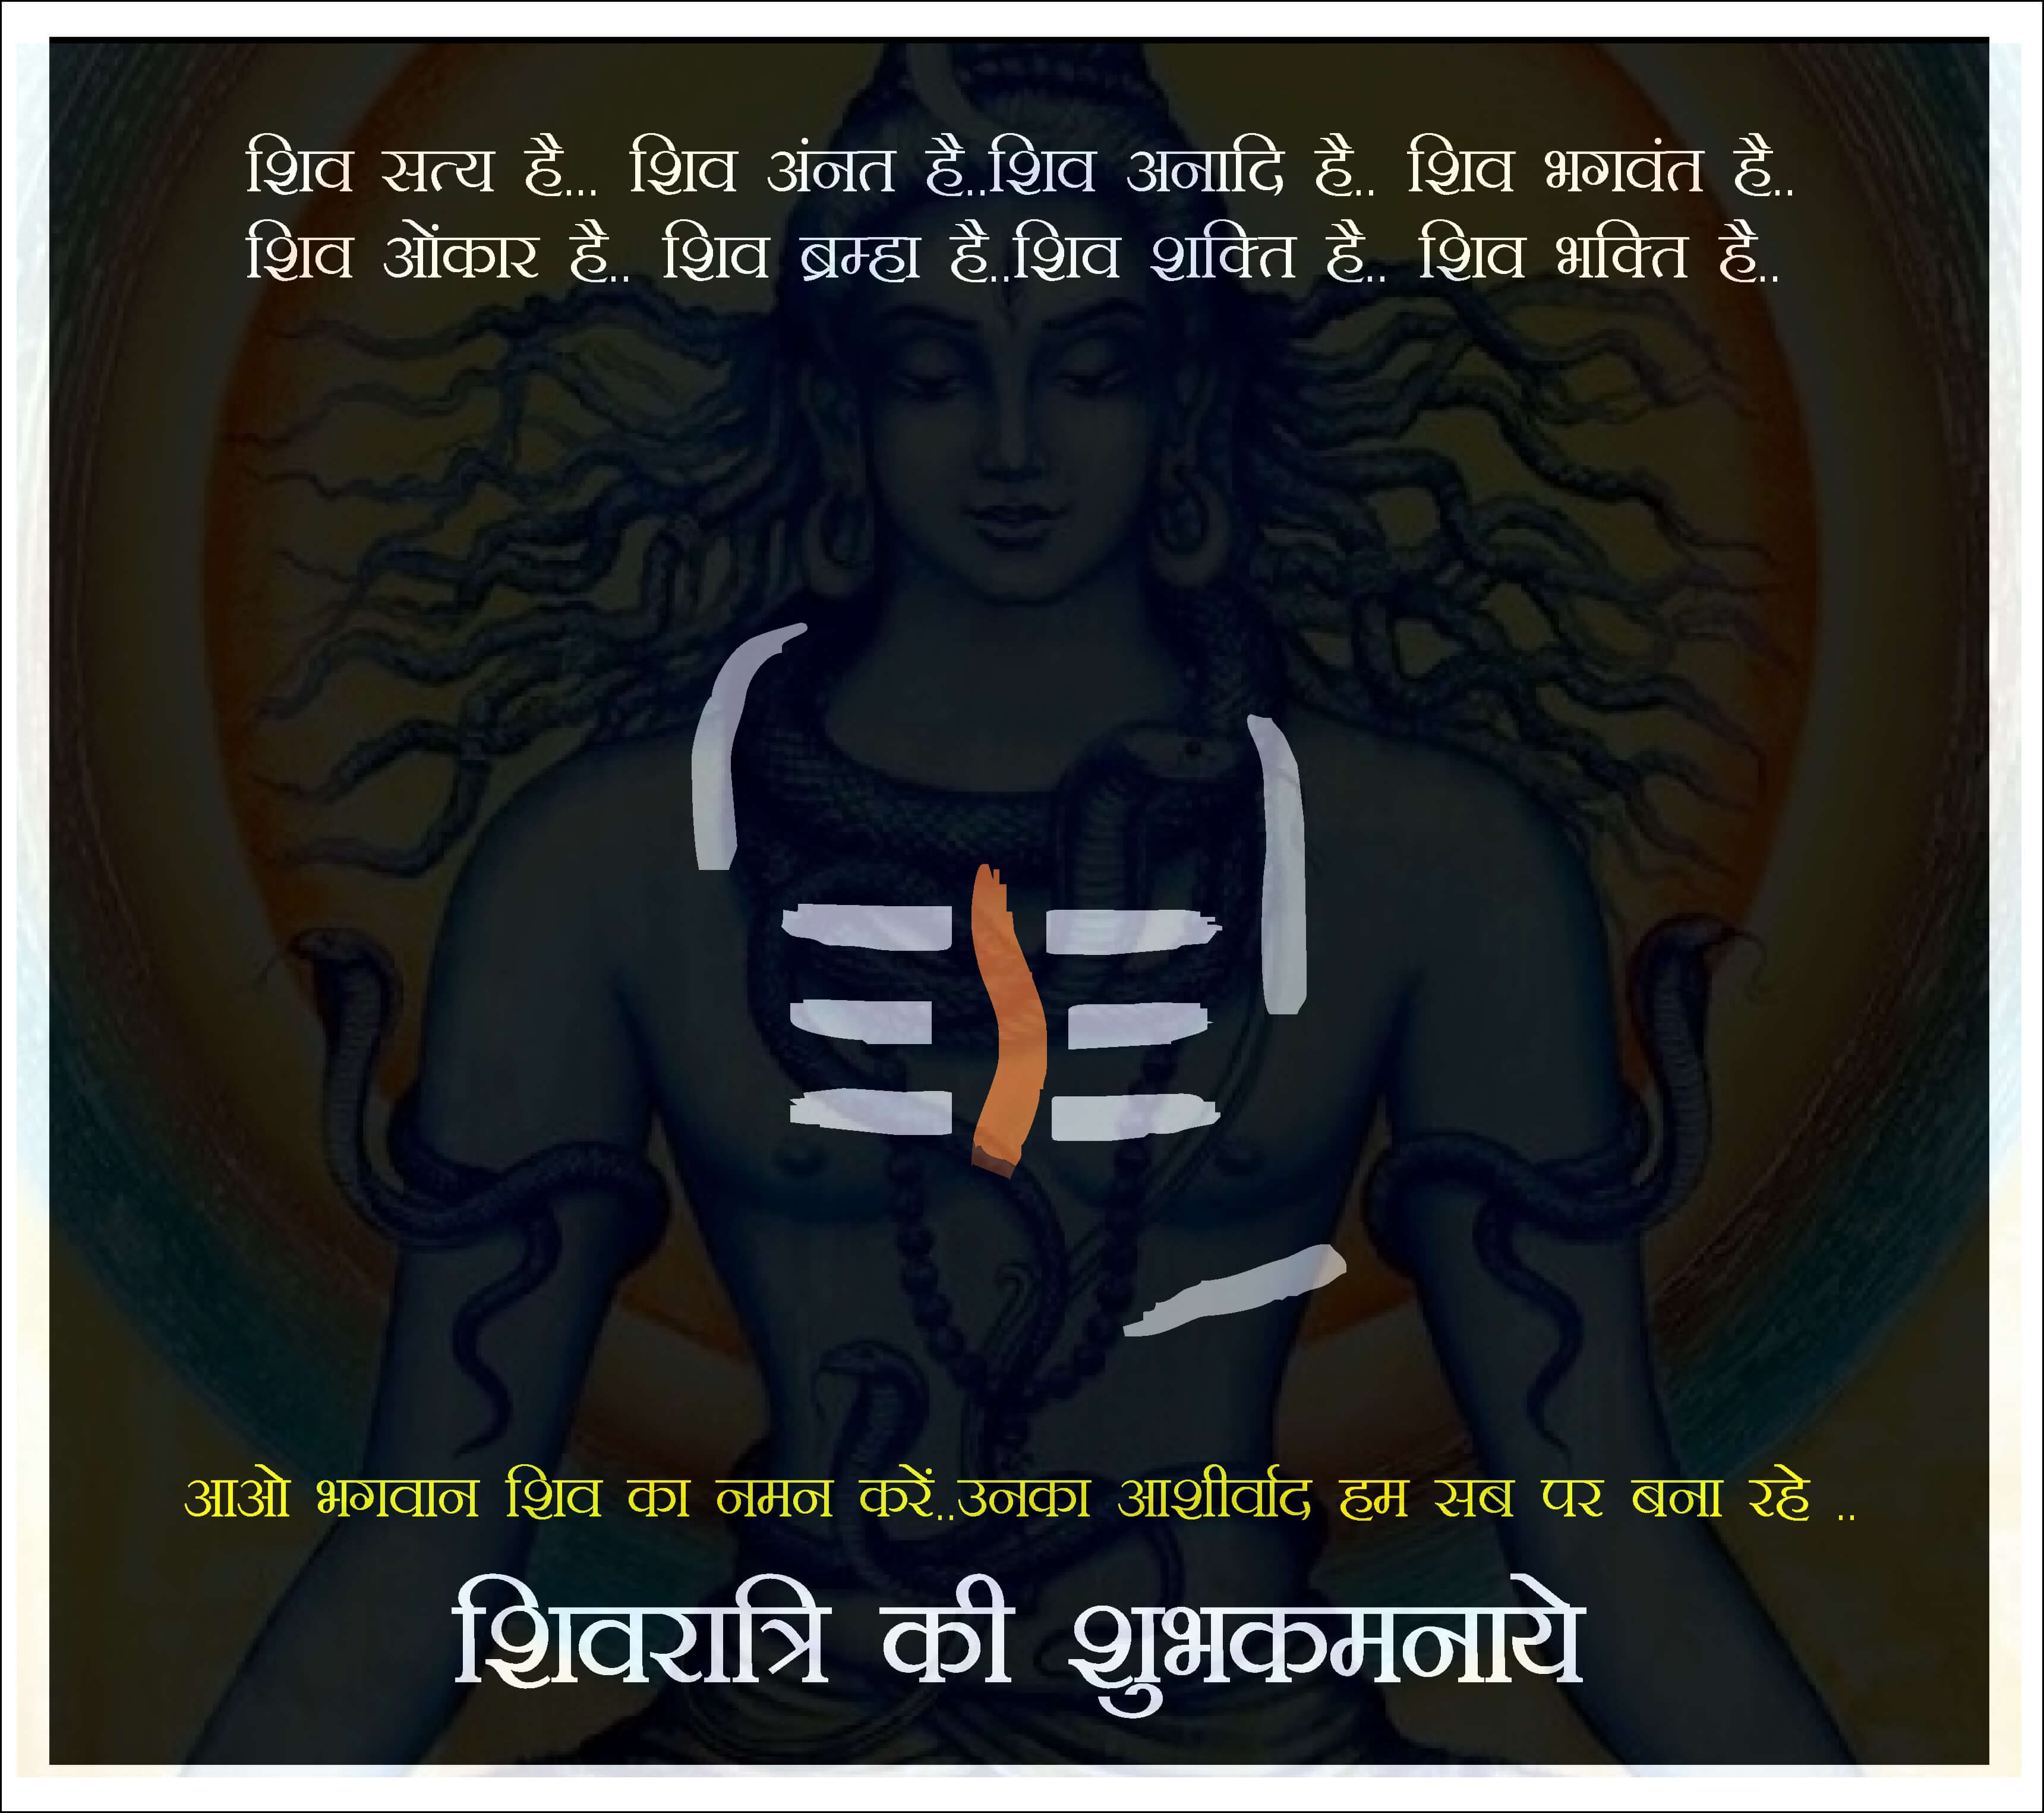 शिव सत्य है... शिव अंनत है..शिव अनादि है.. शिव भगवंत है..
शिव ओंकार है.. शिव ब्रम्हा है..शिव शक्ति है.. शिव भक्ति है..
आओ भगवान शिव का नमन करें..उनका आशीर्वाद हम सब पर बना रहे ..
शिवरात्रि की शुभकमनाये